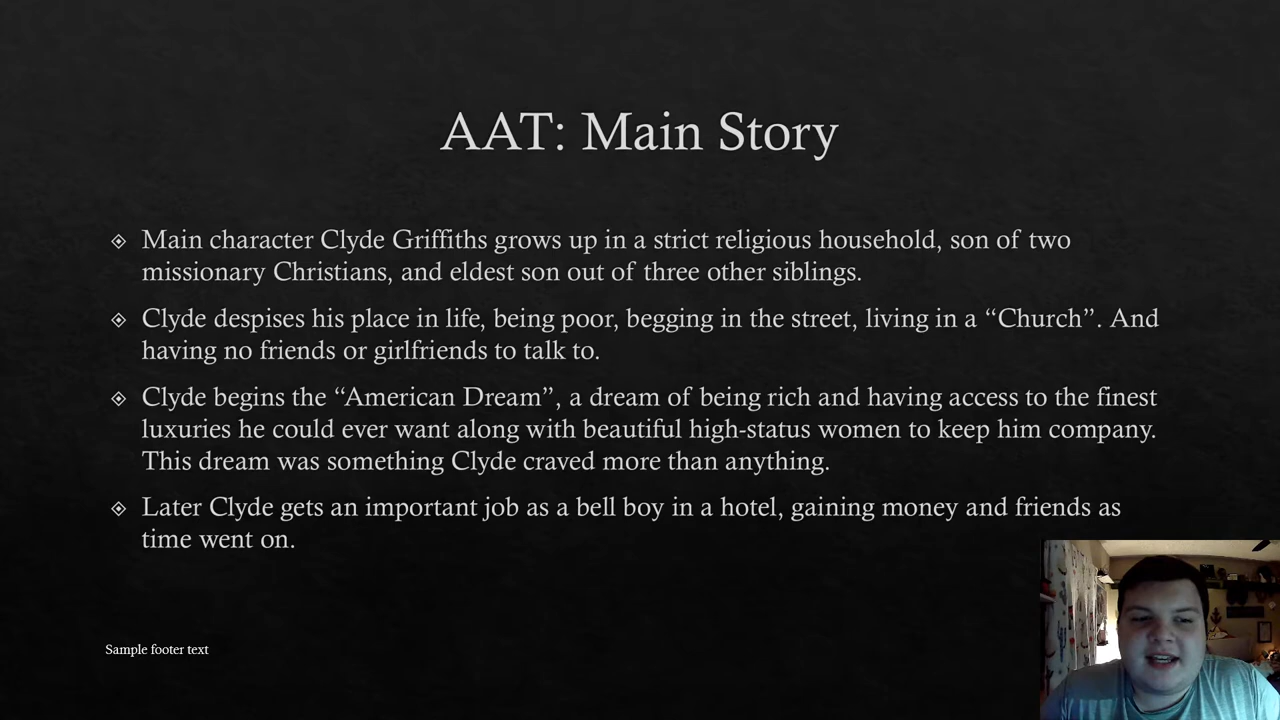 AAT: Main Story
Main character Clyde Griffiths grows up in a strict religious household, son of two
missionary Christians, and eldest son out of three other siblings.
Clyde despises his place in life, being poor, begging in the street, living in a “Church”. And
having no friends or girlfriends to talk to.
Clyde begins the “American Dream”, a dream of being rich and having access to the finest
luxuries he could ever want along with beautiful high-status women to keep him company.
This dream was something Clyde craved more than anything.
Later Clyde gets an important job as a bell boy in a hotel, gaining money and friends as
time went on.
Sample footer text